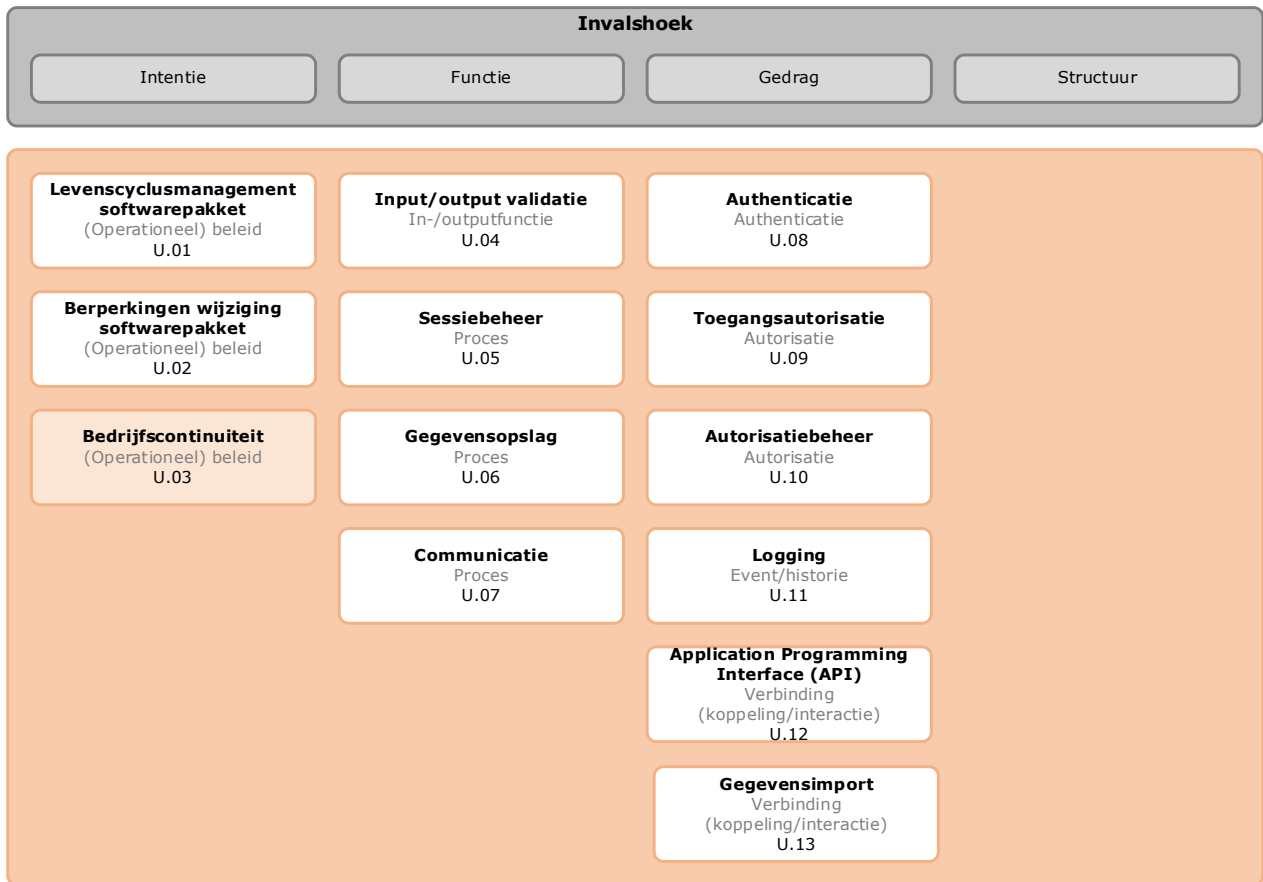 Invalshoek
Intentie
Functie
Gedrag
Structuur
Levenscyclusmanagement
softwarepakket
(Operationeel) beleid
U.01
Input/output validatie
In-/outputfunctie
U.04
Authenticatie
Authenticatie
U.08
Berperkingen wijziging
softwarepakket
(Operationeel) beleid
U.02
Sessiebeheer
Proces
U.05
Toegangsautorisatie
Autorisatie
U.09
Bedrijfscontinuiteit
(Operationeel) beleid
U.03
Gegevensopslag
Proces
U.06
Autorisatiebeheer
Autorisatie
U.10
Communicatie
Proces
U.07
Logging
Event/historie
U.11
Application Programming
Interface (API)
Verbinding
(koppeling/interactie)
U.12
Gegevensimport
Verbinding
(koppeling/interactie)
U.13